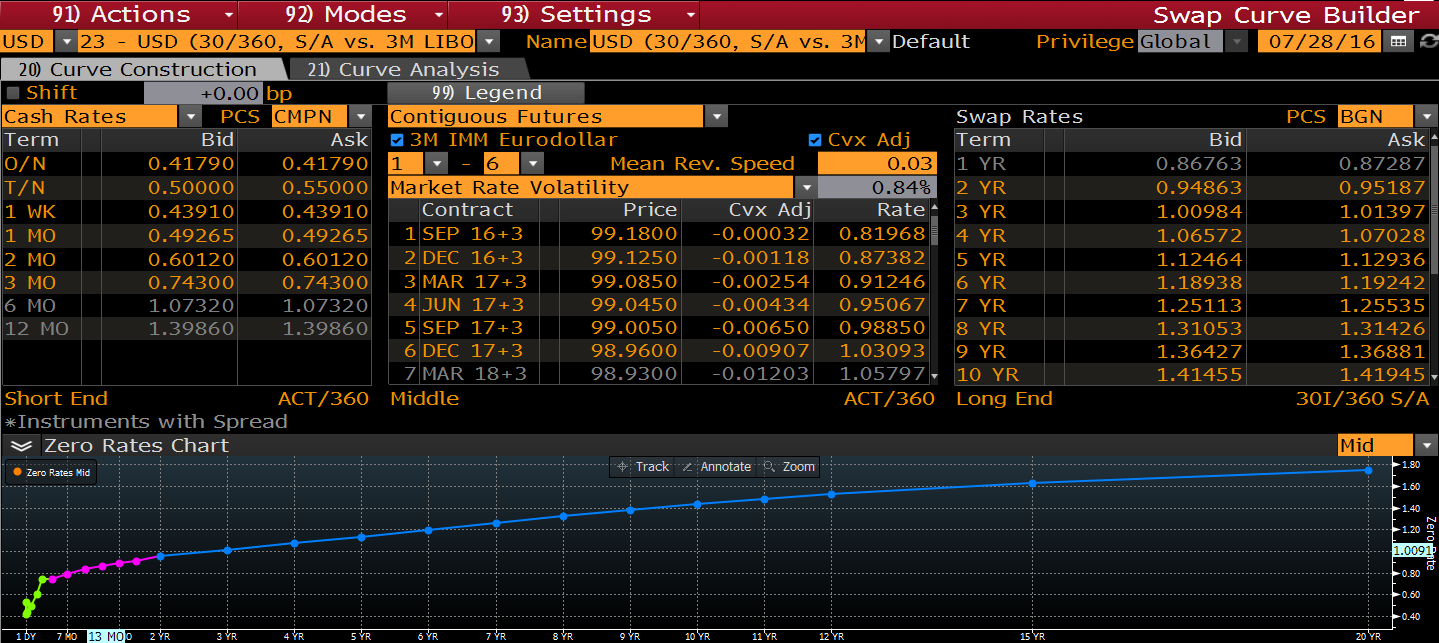 91) Actions 92) Modes 93) Settings Swap Curve Builder
USD 23 - USD (30/360, S/A vs. 3M LIBO Name USD (30/360, S/A vs. 3M Default Privilege Global 07/28/16
20) Curve Construction 21) Curve Analysis
Shift +0.00 bp 99) Legend
Cash Rates PCS CMPN Contiguous Futures Swap Rates PCS BGN
Term Bid Ask 3M IMM Eurodollar Cvx Adj Term Bid Ask
O/N 0.41790 0.41790 1 - 6 Mean Rev. Speed 0.03 1 YR 0.86763 0.87287
T/N 0.50000 0.55000 Market Rate Volatility 0.84% 2 YR 0.94863 0.95187
1 WK 0.43910 0.43910 Contract Price Cvx Adj Rate 3 YR 1.00984 1.01397
1 MO 0.49265 0.49265 1 SEP 16+3 99.1800 -0.00032 0.81968 4 YR 1.06572 1.07028
2 MO 0.60120 0.60120 2 DEC 16+3 99.1250 -0.00118 0.87382 5 YR 1.12464 1.12936
3 MO 0.74300 0.74300 3 MAR 17+3 99.0850 -0.00254 0.91246 6 YR 1.18938 1.19242
6 MO 1.07320 1.07320 4 JUN 17+3 99.0450 -0.00434 0.95067 7 YR 1.25113 1.25535
12 MO 1.39860 1.39860 5 SEP 17+3 99.0050 -0.00650 0.98850 8 YR 1.31053 1.31426
6 DEC 17+3 98.9600 -0.00907 1.03093 9 YR 1.36427 1.36881
7 MAR 18+3 98.9300 -0.01203 1.05797 10 YR 1.41455 1.41945
Short End ACT/360 Middle ACT/360 Long End 30I/360 S/A
*Instruments with Spread
Zero Rates Chart Mid
Zero Rates Mid Track Annotate Zoom 1.80
1.60
1.40
1.20
Zero Rate
1.0091
0.80
0.60
0.40
1 DY 7 MO 13 MO 2 YR 3 YR 4 YR 5 YR 6 YR 7 YR 8 YR 9 YR 10 YR 11 YR 12 YR 15 YR 20 YR